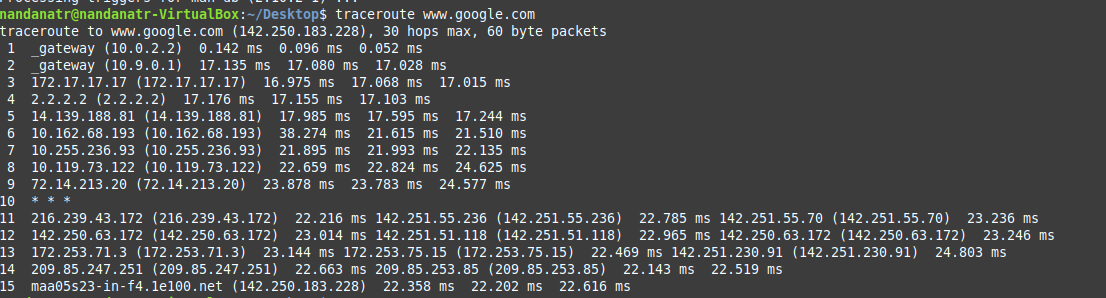 Processing triggers for man-db (2.10.2-1) ...
nandanatr@nandanatr-VirtualBox:~/Desktop$ traceroute www.google.com
traceroute to www.google.com (142.250.183.228), 30 hops max, 60 byte packets
 1  _gateway (10.0.2.2)  0.142 ms  0.096 ms  0.052 ms
 2  _gateway (10.9.0.1)  17.135 ms  17.080 ms  17.028 ms
 3  172.17.17.17 (172.17.17.17)  16.975 ms  17.068 ms  17.015 ms
 4  2.2.2.2 (2.2.2.2)  17.176 ms  17.155 ms  17.103 ms
 5  14.139.188.81 (14.139.188.81)  17.985 ms  17.595 ms  17.244 ms
 6  10.162.68.193 (10.162.68.193)  38.274 ms  21.615 ms  21.510 ms
 7  10.255.236.93 (10.255.236.93)  21.895 ms  21.993 ms  22.135 ms
 8  10.119.73.122 (10.119.73.122)  22.659 ms  22.824 ms  24.625 ms
 9  72.14.213.20 (72.14.213.20)  23.878 ms  23.783 ms  24.577 ms
10  * * *
11  216.239.43.172 (216.239.43.172)  22.216 ms 142.251.55.236 (142.251.55.236)  22.785 ms 142.251.55.70 (142.251.55.70)  23.236 ms
12  142.250.63.172 (142.250.63.172)  23.014 ms 142.251.51.118 (142.251.51.118)  22.965 ms 142.250.63.172 (142.250.63.172)  23.246 ms
13  172.253.71.3 (172.253.71.3)  23.144 ms 172.253.75.15 (172.253.75.15)  22.469 ms 142.251.230.91 (142.251.230.91)  24.803 ms
14  209.85.247.251 (209.85.247.251)  22.663 ms 209.85.253.85 (209.85.253.85)  22.143 ms  22.519 ms
15  maa05s23-in-f4.1e100.net (142.250.183.228)  22.358 ms  22.202 ms  22.616 ms